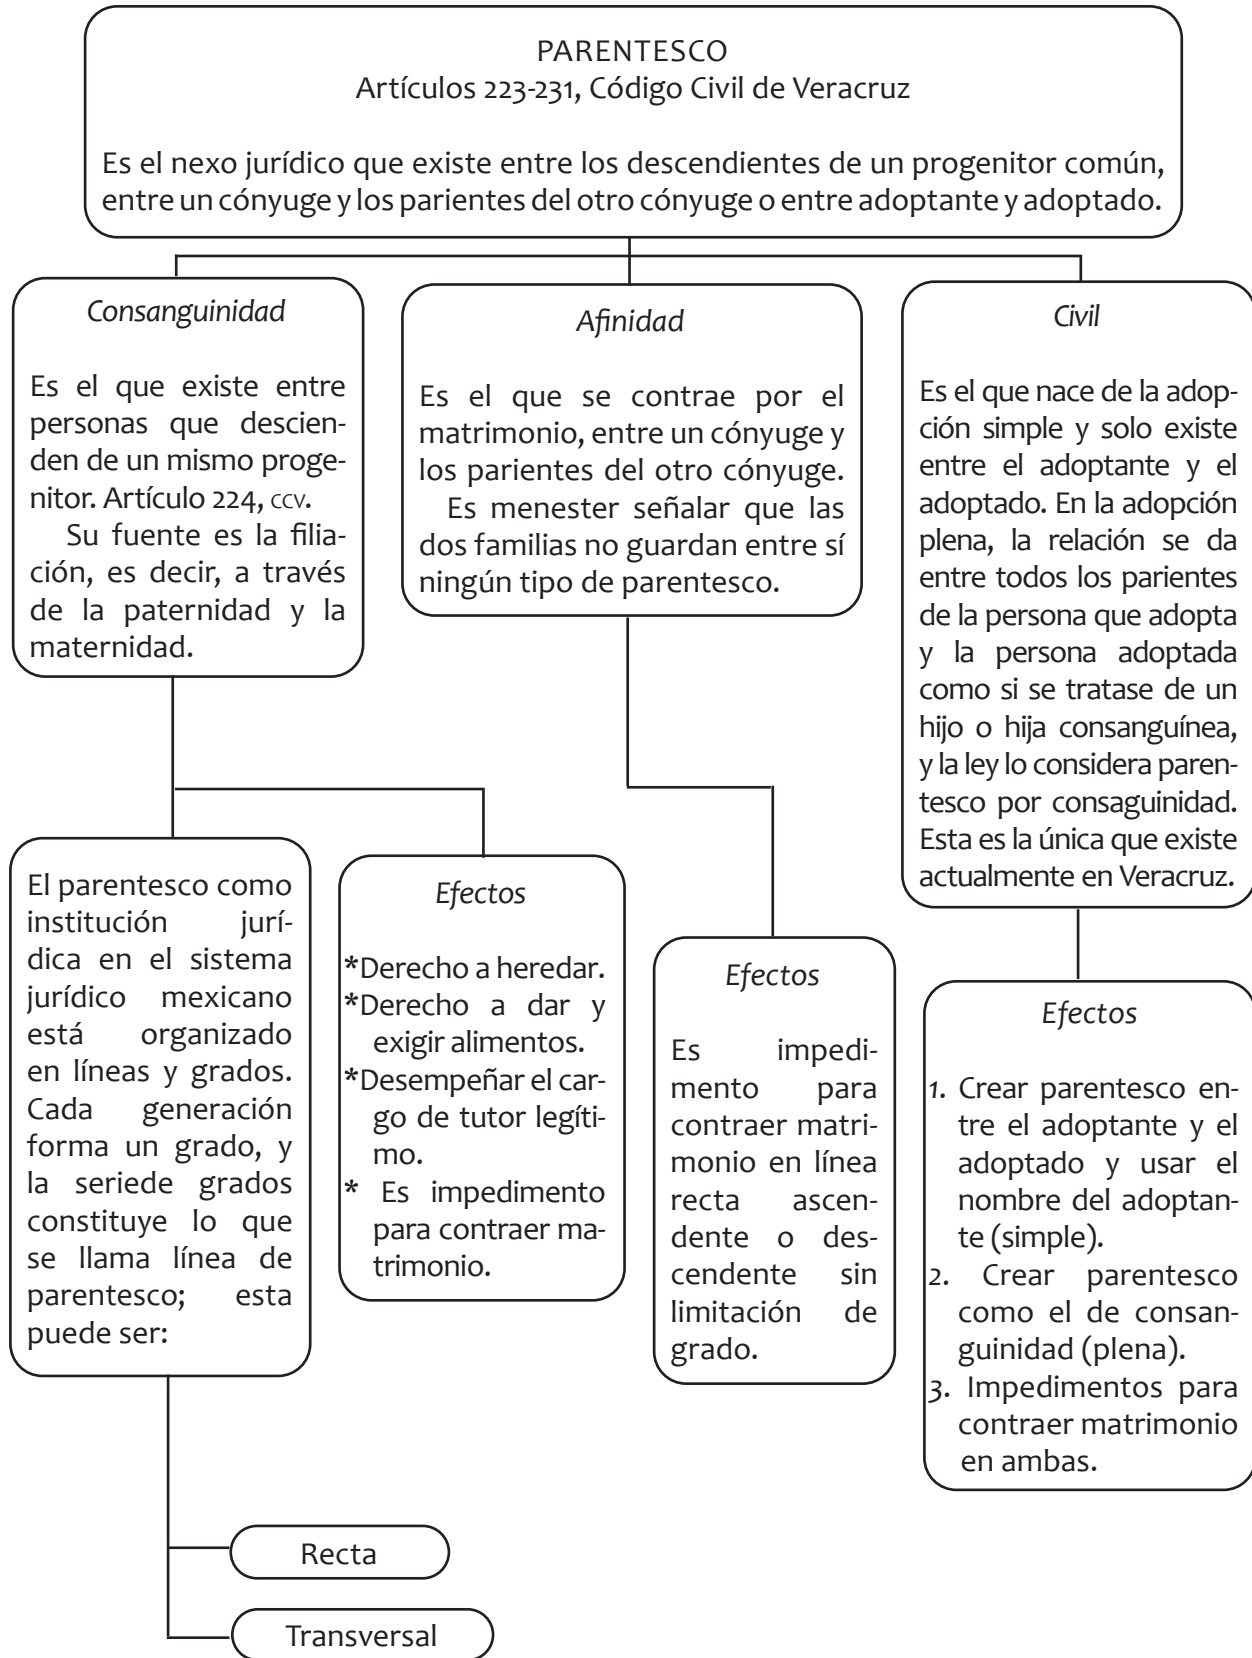 PARENTESCO
Artículos 223-231, Código Civil de Veracruz
Es el nexo jurídico que existe entre los descendientes de un progenitor común,
entre un cónyuge y los parientes del otro cónyuge o entre adoptante y adoptado.
Consanguinidad
Es el que existe entre
personas que descien-
den de un mismo proge-
nitor. Artículo 224, CCV.
Su fuente es la filia-
ción, es decir, a través
de la paternidad y la
maternidad.
Afinidad
Es el que se contrae por el
matrimonio, entre un cónyuge y
los parientes del otro cónyuge.
Es menester señalar que las
dos familias no guardan entre sí
ningún tipo de parentesco.
Civil
Es el que nace de la adop-
ción simple y solo existe
entre el adoptante y el
adoptado. En la adopción
plena, la relación se da
entre todos los parientes
de la persona que adopta
y la persona adoptada
como si se tratase de un
hijo o hija consanguínea,
y la ley lo considera paren-
tesco por consaguinidad.
Esta es la única que existe
actualmente en Veracruz.
El parentesco como
institución jurí-
dica en el sistema
jurídico mexicano
está organizado
en líneas y grados.
Cada generación
forma un grado, y
la seriede grados
constituye lo que
se llama línea de
parentesco; esta
puede ser:
Efectos
*Derecho a heredar.
*Derecho a dar y
exigir alimentos.
*Desempeñar el car-
go de tutor legíti-
mo.
* Es impedimento
para contraer ma-
trimonio.
Efectos
Es impedi-
mento para
contraer matri-
monio en línea
recta ascen-
dente o des-
cendente sin
limitación de
grado.
Efectos
1. Crear parentesco en-
tre el adoptante y el
adoptado y usar el
nombre del adoptan-
te (simple).
2. Crear parentesco
como el de consan-
guinidad (plena).
3. Impedimentos para
contraer matrimonio
en ambas.
Recta
Transversal